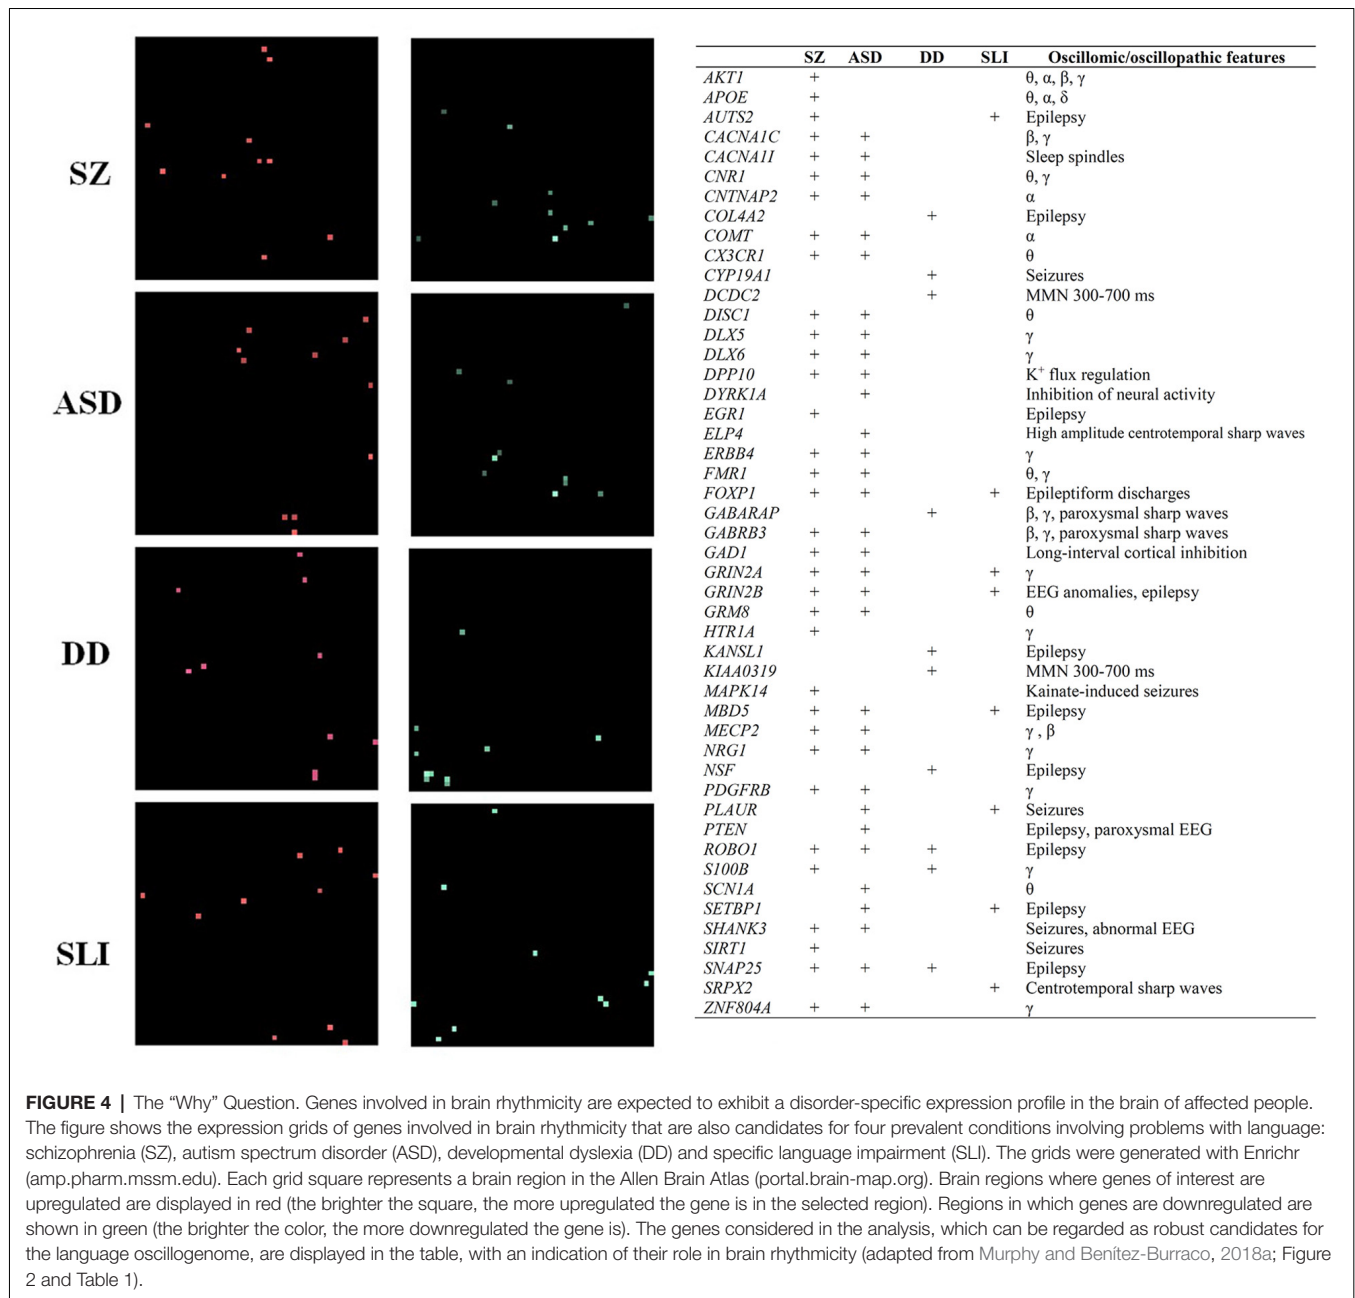 SZ
ASD
DD
SLI
SZ ASD DD SLI Oscillomic/oscillopathic features
AKT1 + θ, α, β, γ
APOE + θ, α, δ
AUTS2 + + Epilepsy
CACNA1C + + β, γ
CACNA1I + + Sleep spindles
CNR1 + + θ, γ
CNTNAP2 + + α
COL4A2 + Epilepsy
COMT + + α
CX3CR1 + + θ
CYP19A1 + Seizures
DCDC2 + MMN 300-700 ms
DISC1 + + θ
DLX5 + + γ
DLX6 + + γ
DPP10 + + K⁺ flux regulation
DYRK1A + Inhibition of neural activity
EGR1 + Epilepsy
ELP4 + High amplitude centrotemporal sharp waves
ERBB4 + + γ
FMR1 + + θ, γ
FOXP1 + + + Epileptiform discharges
GABARAP + β, γ, paroxysmal sharp waves
GABRB3 + + β, γ, paroxysmal sharp waves
GAD1 + + Long-interval cortical inhibition
GRIN2A + + + γ
GRIN2B + + + EEG anomalies, epilepsy
GRM8 + + θ
HTR1A + γ
KANSL1 + Epilepsy
KIAA0319 + MMN 300-700 ms
MAPK14 + Kainate-induced seizures
MBD5 + + + Epilepsy
MECP2 + + γ , β
NRG1 + + γ
NSF + Epilepsy
PDGFRB + + γ
PLAUR + + Seizures
PTEN + Epilepsy, paroxysmal EEG
ROBO1 + + + Epilepsy
S100B + + γ
SCN1A + θ
SETBP1 + + Epilepsy
SHANK3 + + Seizures, abnormal EEG
SIRT1 + Seizures
SNAP25 + + + Epilepsy
SRPX2 + Centrotemporal sharp waves
ZNF804A + + γ
FIGURE 4 | The “Why” Question. Genes involved in brain rhythmicity are expected to exhibit a disorder-specific expression profile in the brain of affected people.
The figure shows the expression grids of genes involved in brain rhythmicity that are also candidates for four prevalent conditions involving problems with language:
schizophrenia (SZ), autism spectrum disorder (ASD), developmental dyslexia (DD) and specific language impairment (SLI). The grids were generated with Enrichr
(amp.pharm.mssm.edu). Each grid square represents a brain region in the Allen Brain Atlas (portal.brain-map.org). Brain regions where genes of interest are
upregulated are displayed in red (the brighter the square, the more upregulated the gene is in the selected region). Regions in which genes are downregulated are
shown in green (the brighter the color, the more downregulated the gene is). The genes considered in the analysis, which can be regarded as robust candidates for
the language oscillogenome, are displayed in the table, with an indication of their role in brain rhythmicity (adapted from Murphy and Benítez-Burraco, 2018a; Figure
2 and Table 1).